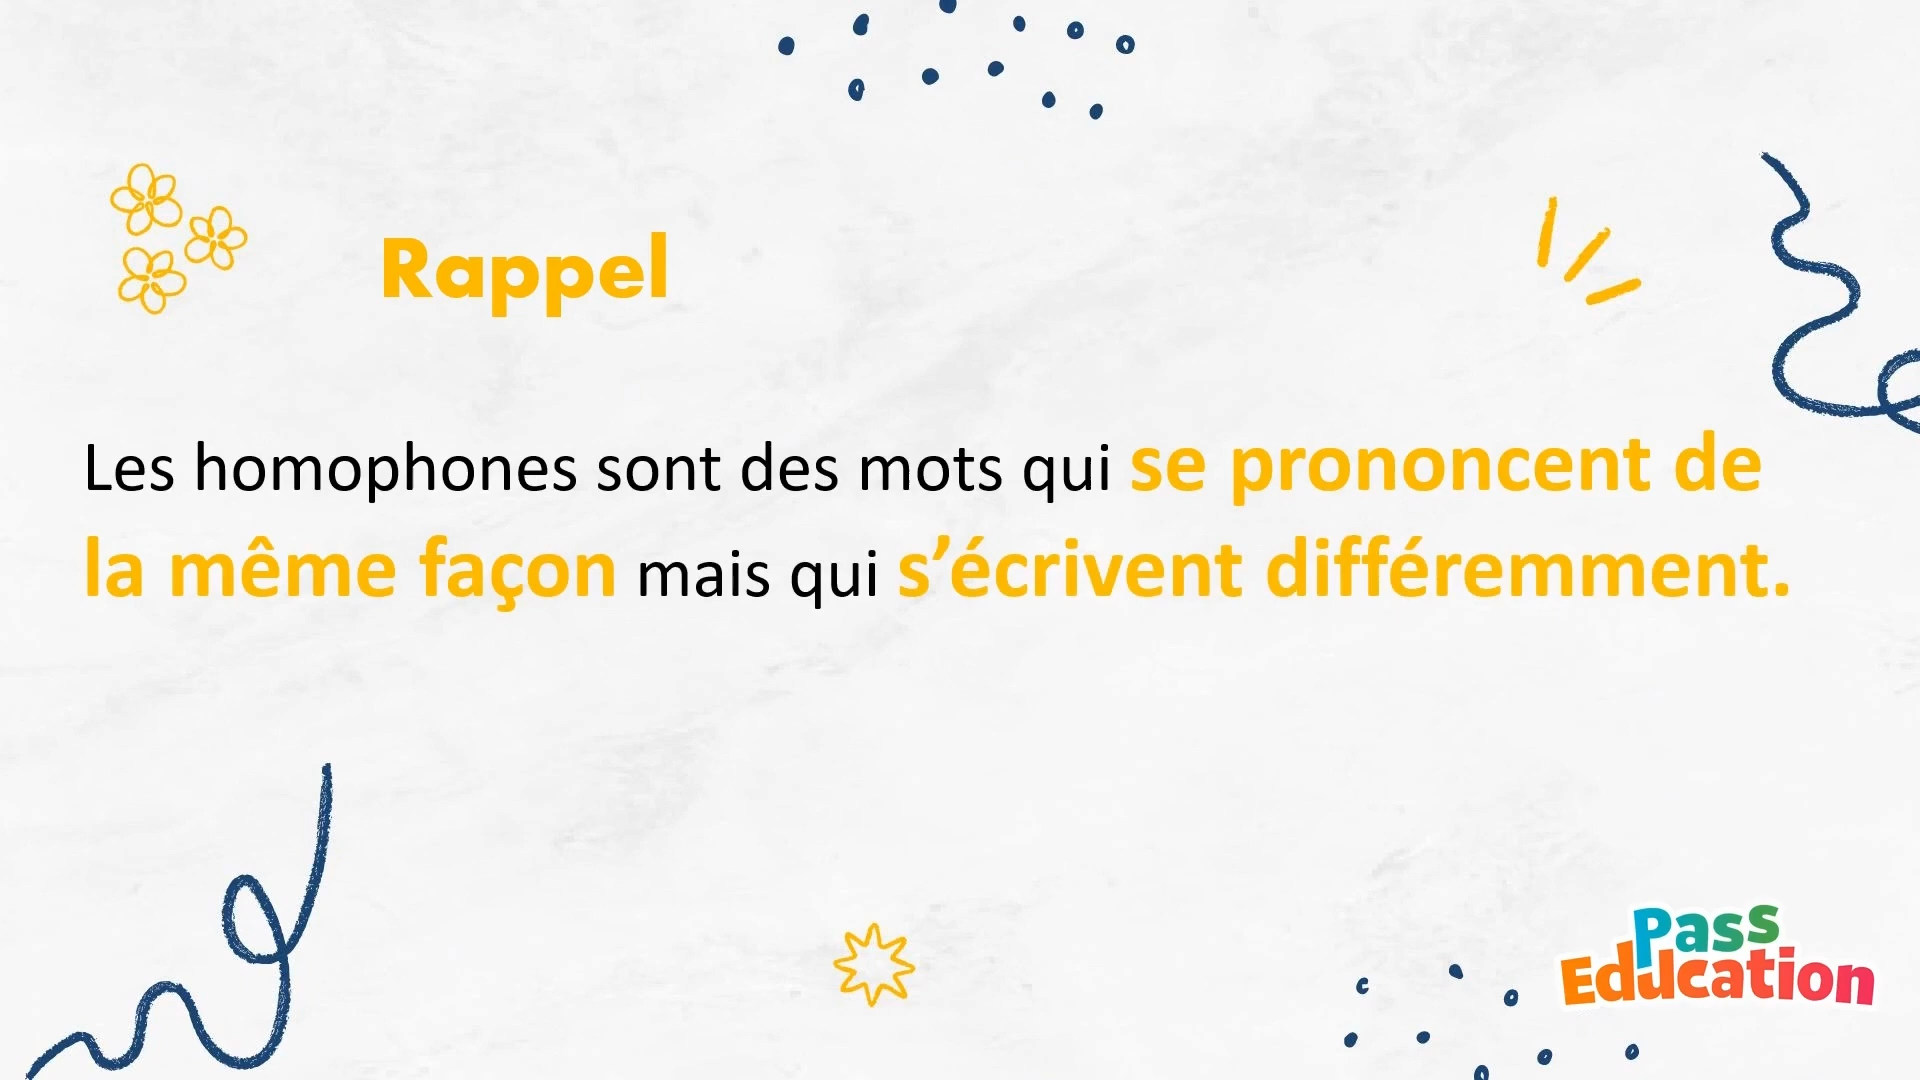 Rappel
Les homophones sont des mots qui se prononcent de
la même façon mais qui s’écrivent différemment.
Pass
Education